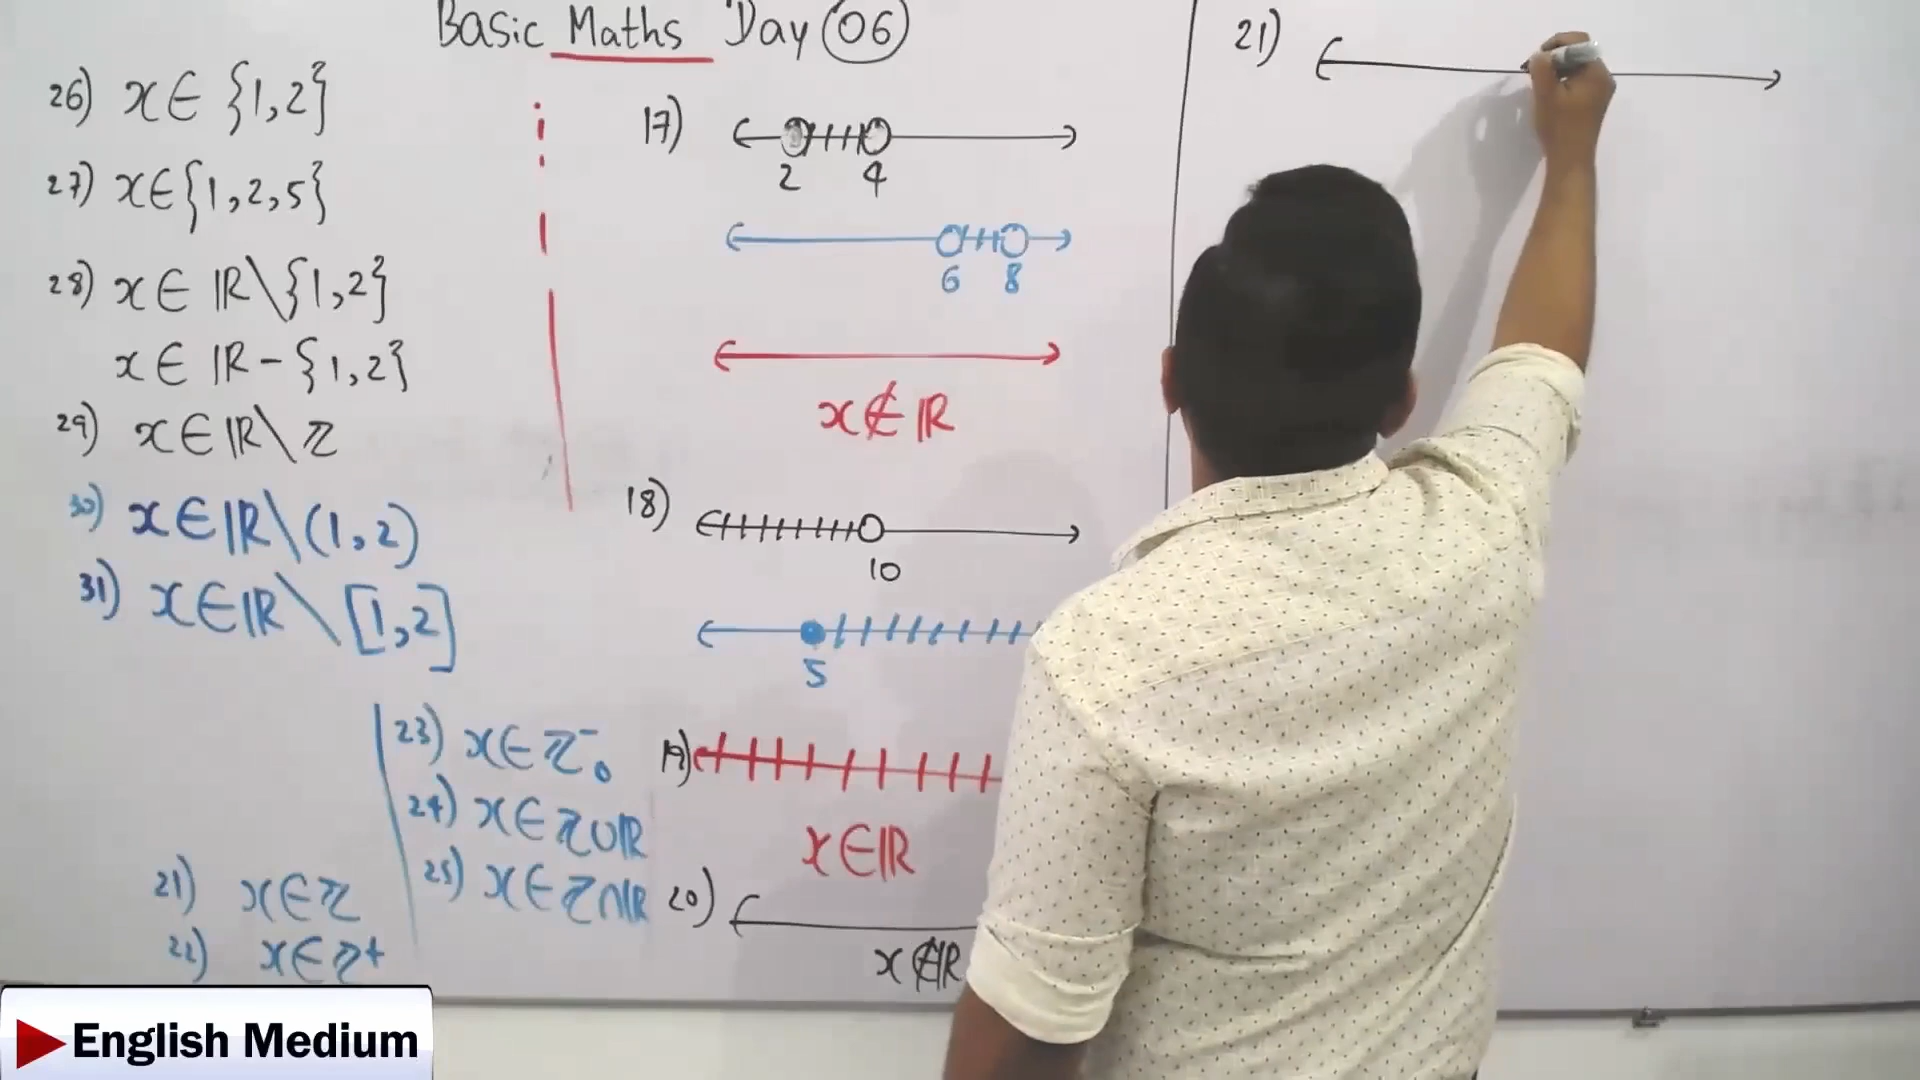 Basic Maths Day 06
26) x∈ {1,2}
27) x∈{1,2,5}
28) x∈ ℝ\{1,2}
x∈ ℝ-{1,2}
29) x∈ℝ\ℤ
30) x∈ℝ\(1,2)
31) x∈ℝ\[1,2]
21) x∈ℤ
22) x∈ℤ+
23) x∈ℤ⁻₀
24) x∈ℤ∪ℝ
25) x∈ℤ∩ℝ
17)
2 4
6 8
x∉ℝ
18)
10
5
19)
x∈ℝ
20)
x∉ℝ
21)
English Medium